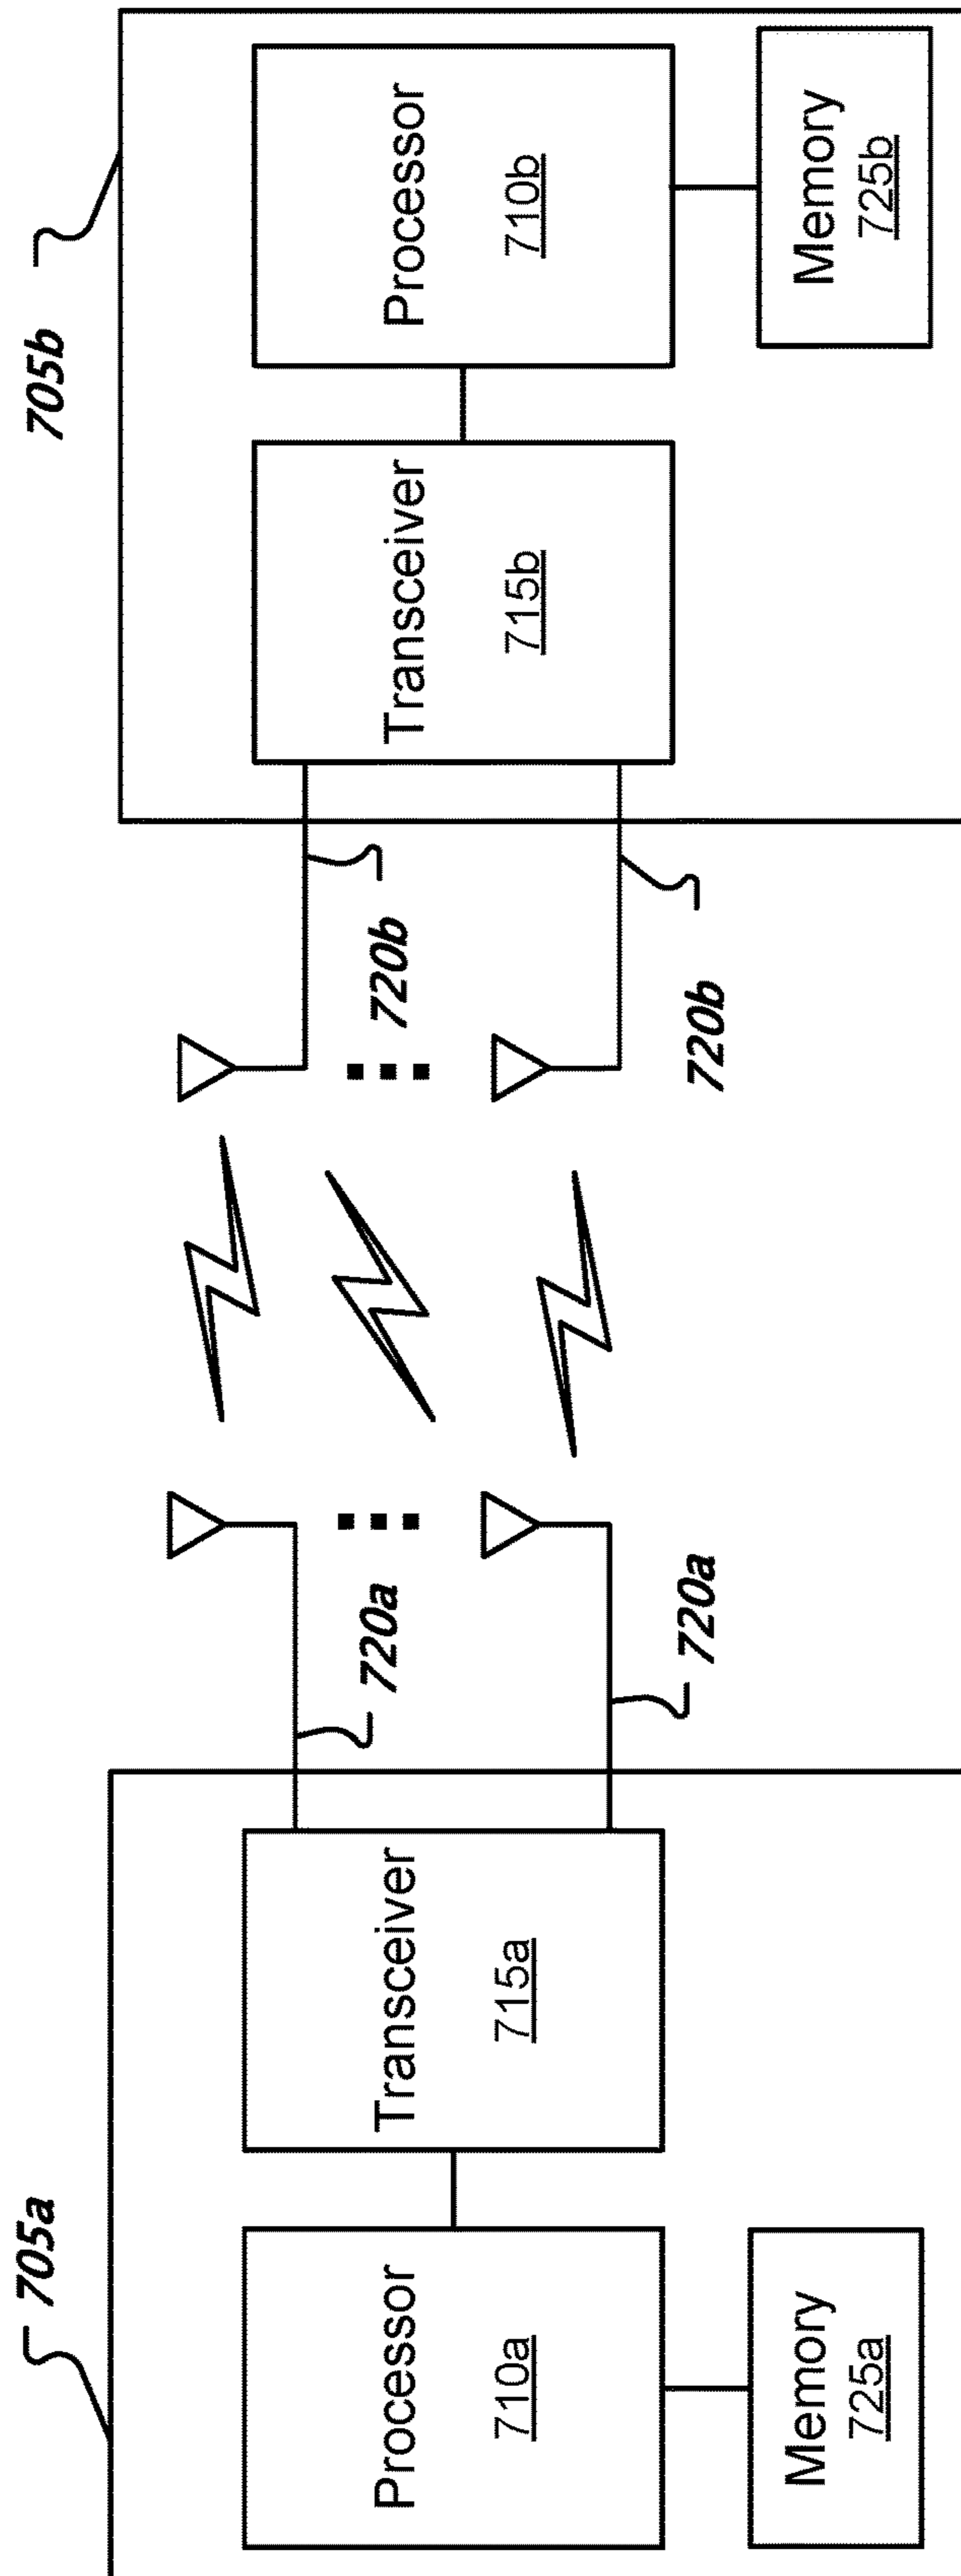 705a
Processor
710a
Memory
725a
Transceiver
715a
720a
720a
720b
720b
705b
Transceiver
715b
Processor
710b
Memory
725b